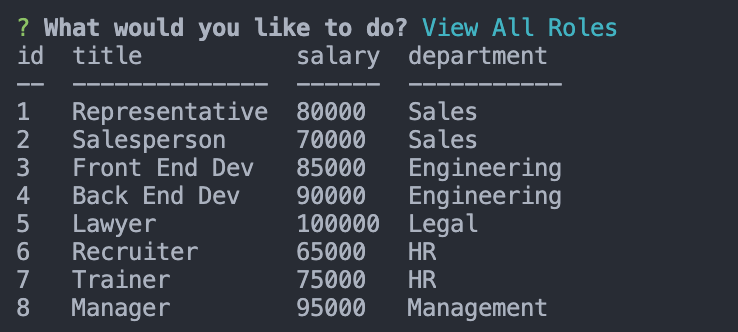 ? What would you like to do? View All Roles
id  title           salary  department
--  --------------  ------  -----------
1   Representative  80000   Sales
2   Salesperson     70000   Sales
3   Front End Dev   85000   Engineering
4   Back End Dev    90000   Engineering
5   Lawyer          100000  Legal
6   Recruiter       65000   HR
7   Trainer         75000   HR
8   Manager         95000   Management